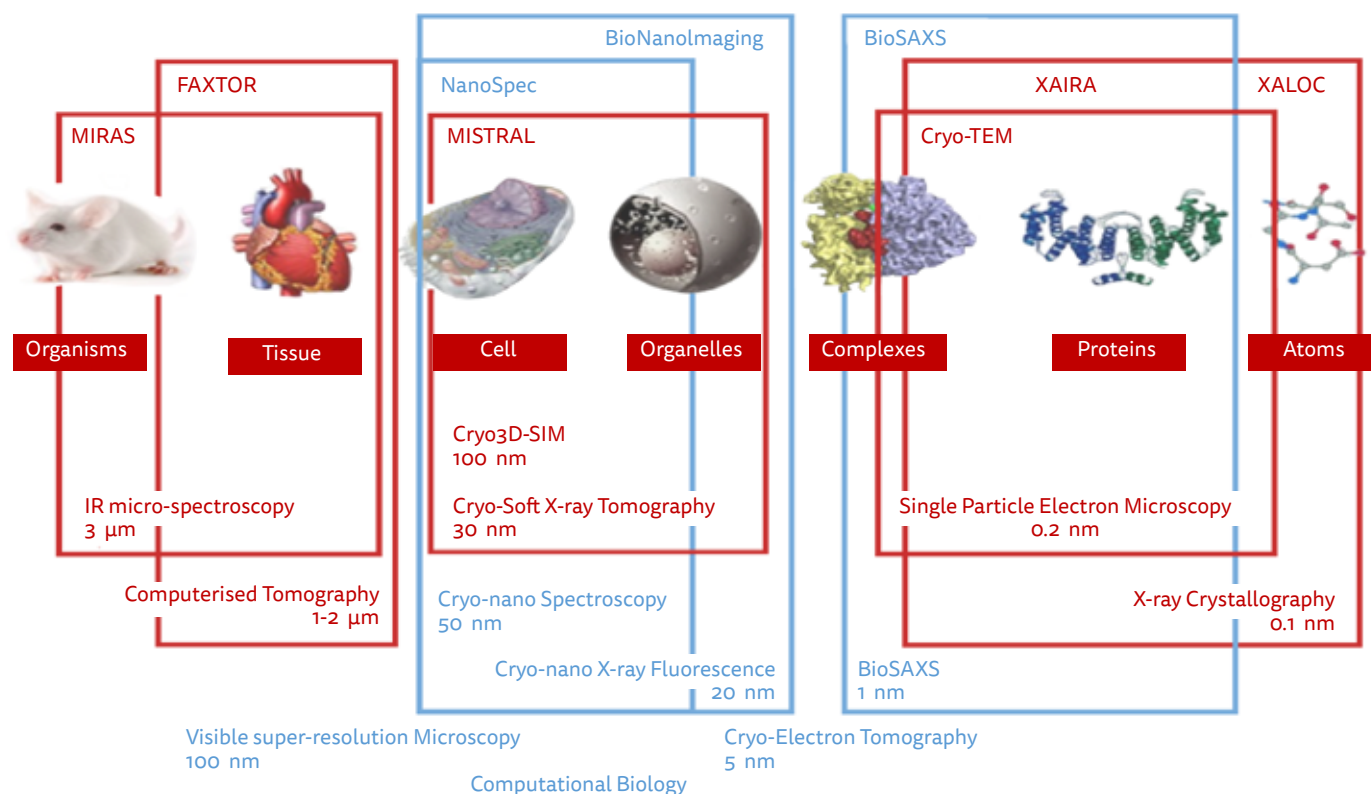 BioNanoImaging
BioSAXS
FAXTOR
NanoSpec
XAIRA
XALOC
MIRAS
MISTRAL
Cryo-TEM
Organisms
Tissue
Cell
Organelles
Complexes
Proteins
Atoms
Cryo3D-SIM
100 nm
IR micro-spectroscopy
3 µm
Cryo-Soft X-ray Tomography
30 nm
Single Particle Electron Microscopy
0.2 nm
Computerised Tomography
1-2 µm
Cryo-nano Spectroscopy
50 nm
X-ray Crystallography
0.1 nm
Cryo-nano X-ray Fluorescence
20 nm
BioSAXS
1 nm
Visible super-resolution Microscopy
100 nm
Cryo-Electron Tomography
5 nm
Computational Biology